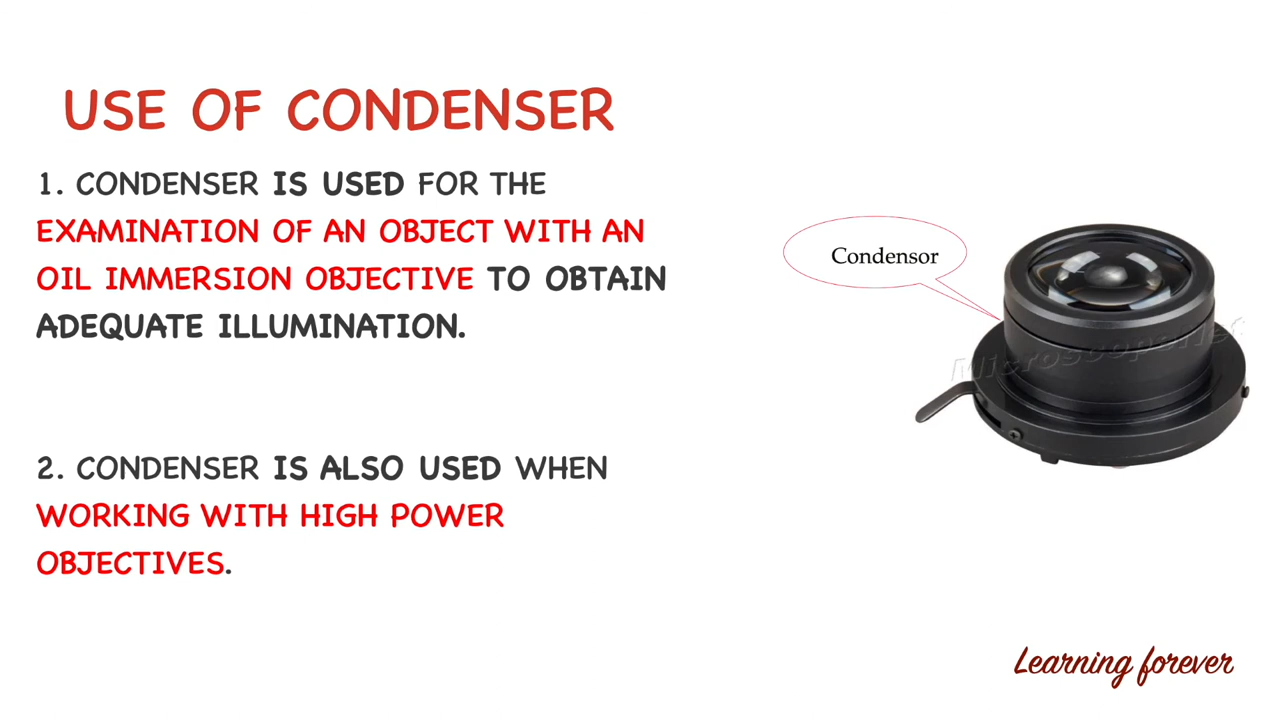 USE OF CONDENSER
1. CONDENSER IS USED FOR THE
EXAMINATION OF AN OBJECT WITH AN
OIL IMMERSION OBJECTIVE TO OBTAIN
ADEQUATE ILLUMINATION.
2. CONDENSER IS ALSO USED WHEN
WORKING WITH HIGH POWER
OBJECTIVES.
Condensor
MicroscopeNet
Learning forever